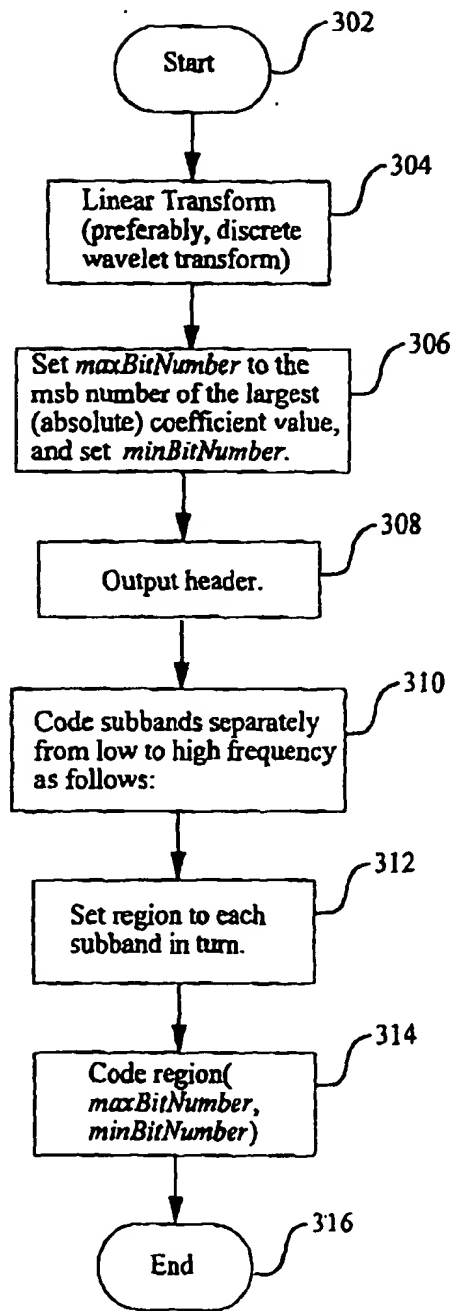 302
Start
304
Linear Transform
(preferably, discrete
wavelet transform)
306
Set maxBitNumber to the
msb number of the largest
(absolute) coefficient value,
and set minBitNumber.
308
Output header.
310
Code subbands separately
from low to high frequency
as follows:
312
Set region to each
subband in turn.
314
Code region(
maxBitNumber,
minBitNumber)
End
316